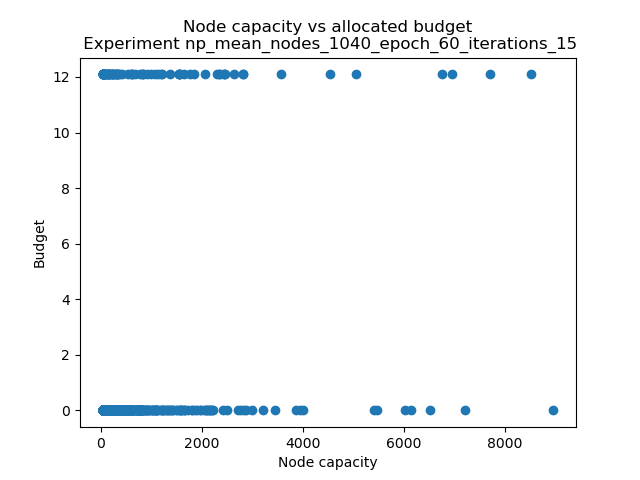 Node capacity vs allocated budget
Experiment np_mean_nodes_1040_epoch_60_iterations_15
12
10
8
6
4
2
0
Budget
0 2000 4000 6000 8000
Node capacity